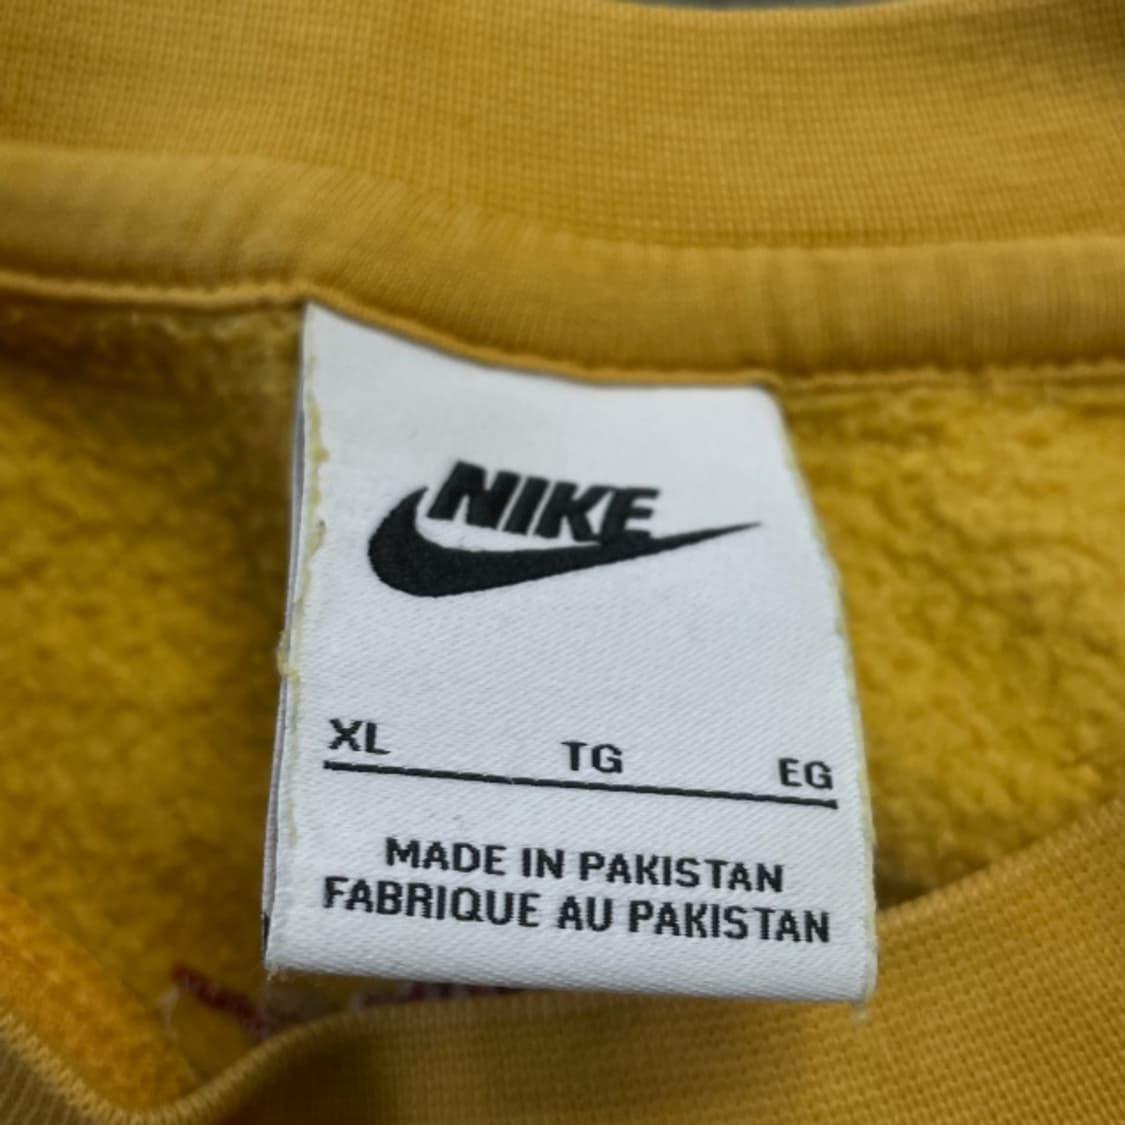 NIKE
XL TG EG
MADE IN PAKISTAN
FABRIQUE AU PAKISTAN